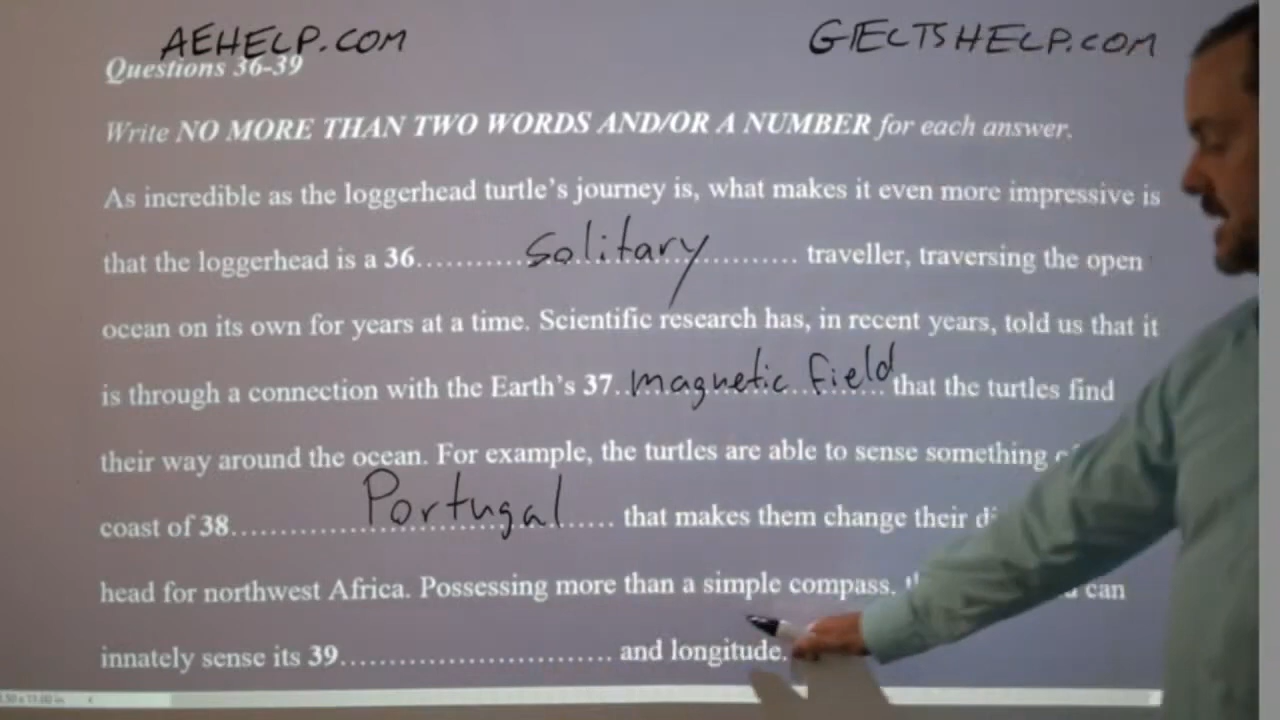 AEHELP.COM GIELTSHELP.COM
Questions 36-39
Write NO MORE THAN TWO WORDS AND/OR A NUMBER for each answer.
As incredible as the loggerhead turtle's journey is, what makes it even more impressive is
that the loggerhead is a 36.......... solitary .......... traveller, traversing the open
ocean on its own for years at a time. Scientific research has, in recent years, told us that it
is through a connection with the Earth's 37.. magnetic field that the turtles find
their way around the ocean. For example, the turtles are able to sense something
coast of 38.......... Portugal ...... that makes them change their
head for northwest Africa. Possessing more than a simple compass, can
innately sense its 39.............................. and longitude.